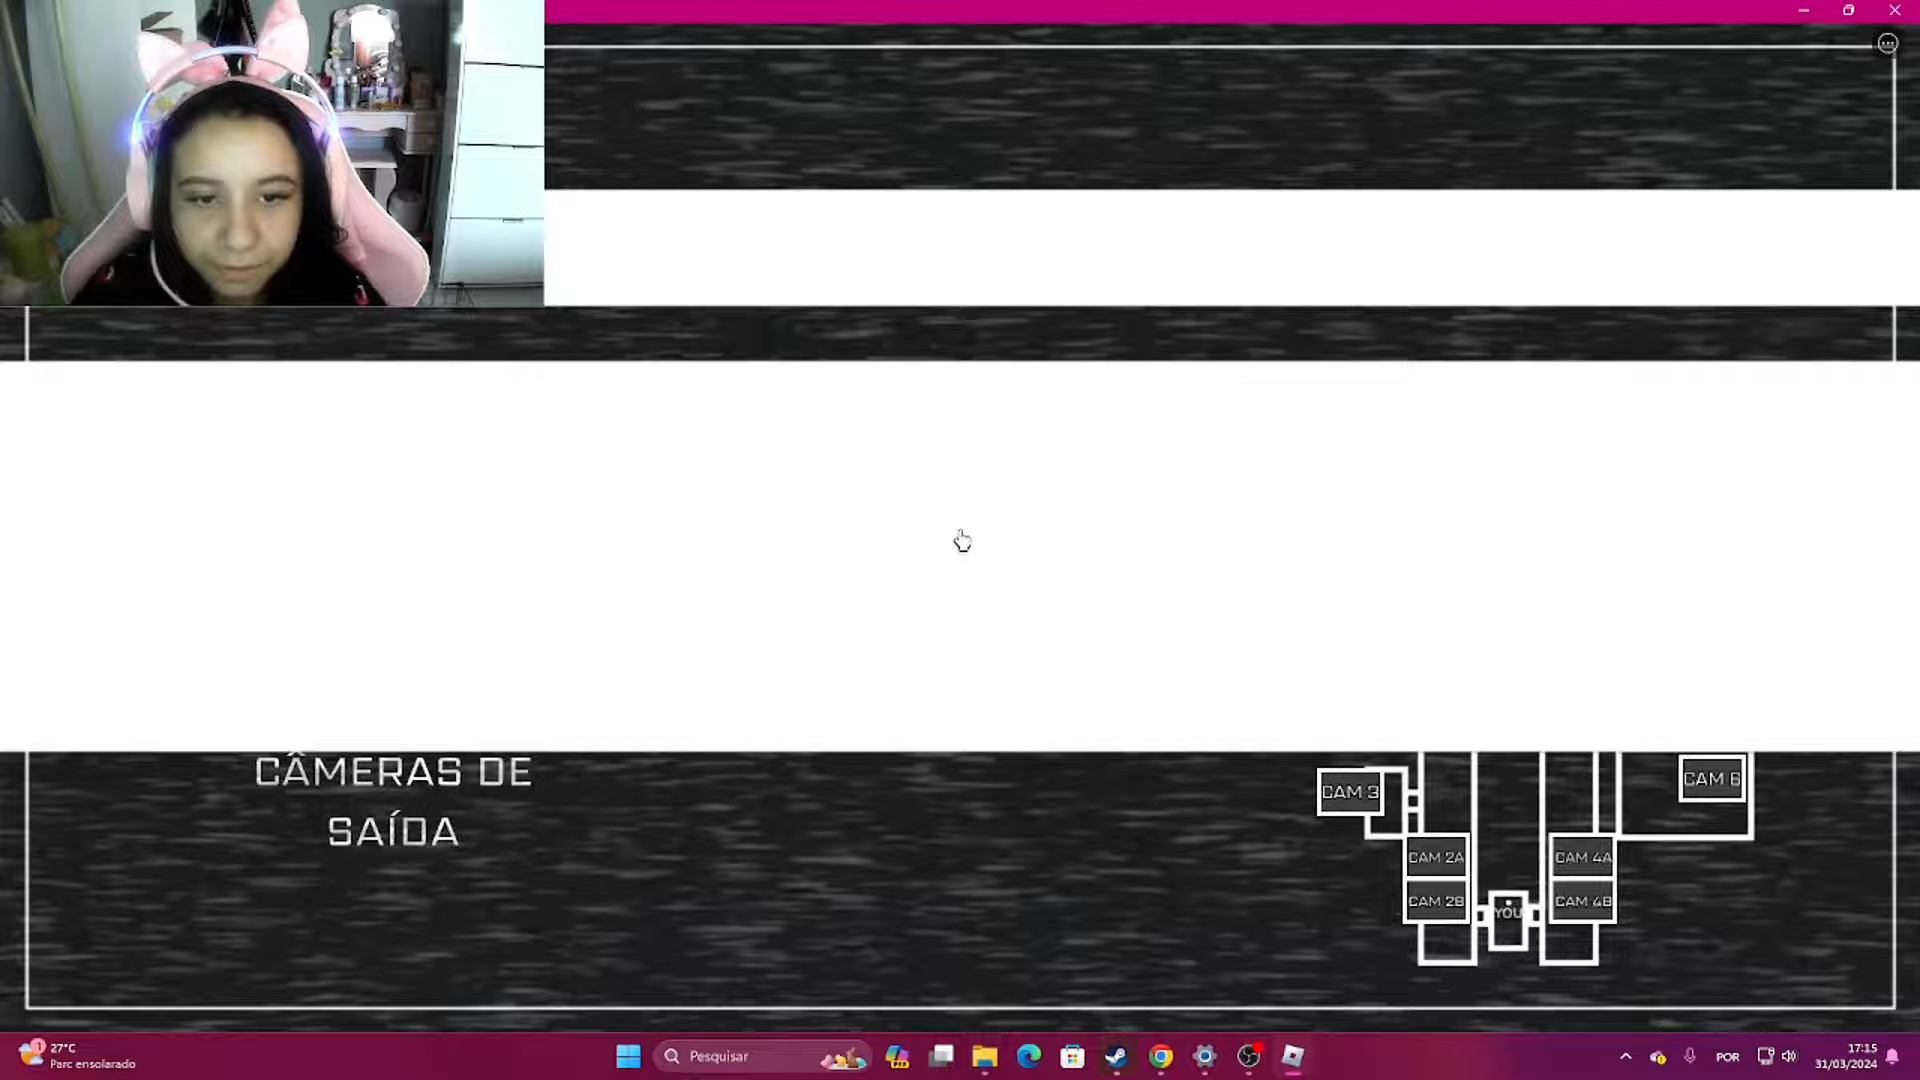 CÂMERAS DE
SAÍDA
CAM 3
CAM 6
CAM 2A
CAM 4A
CAM 2B
YOU
CAM 4B
27°C
Parc ensolarado
Pesquisar
POR
17:15
31/03/2024